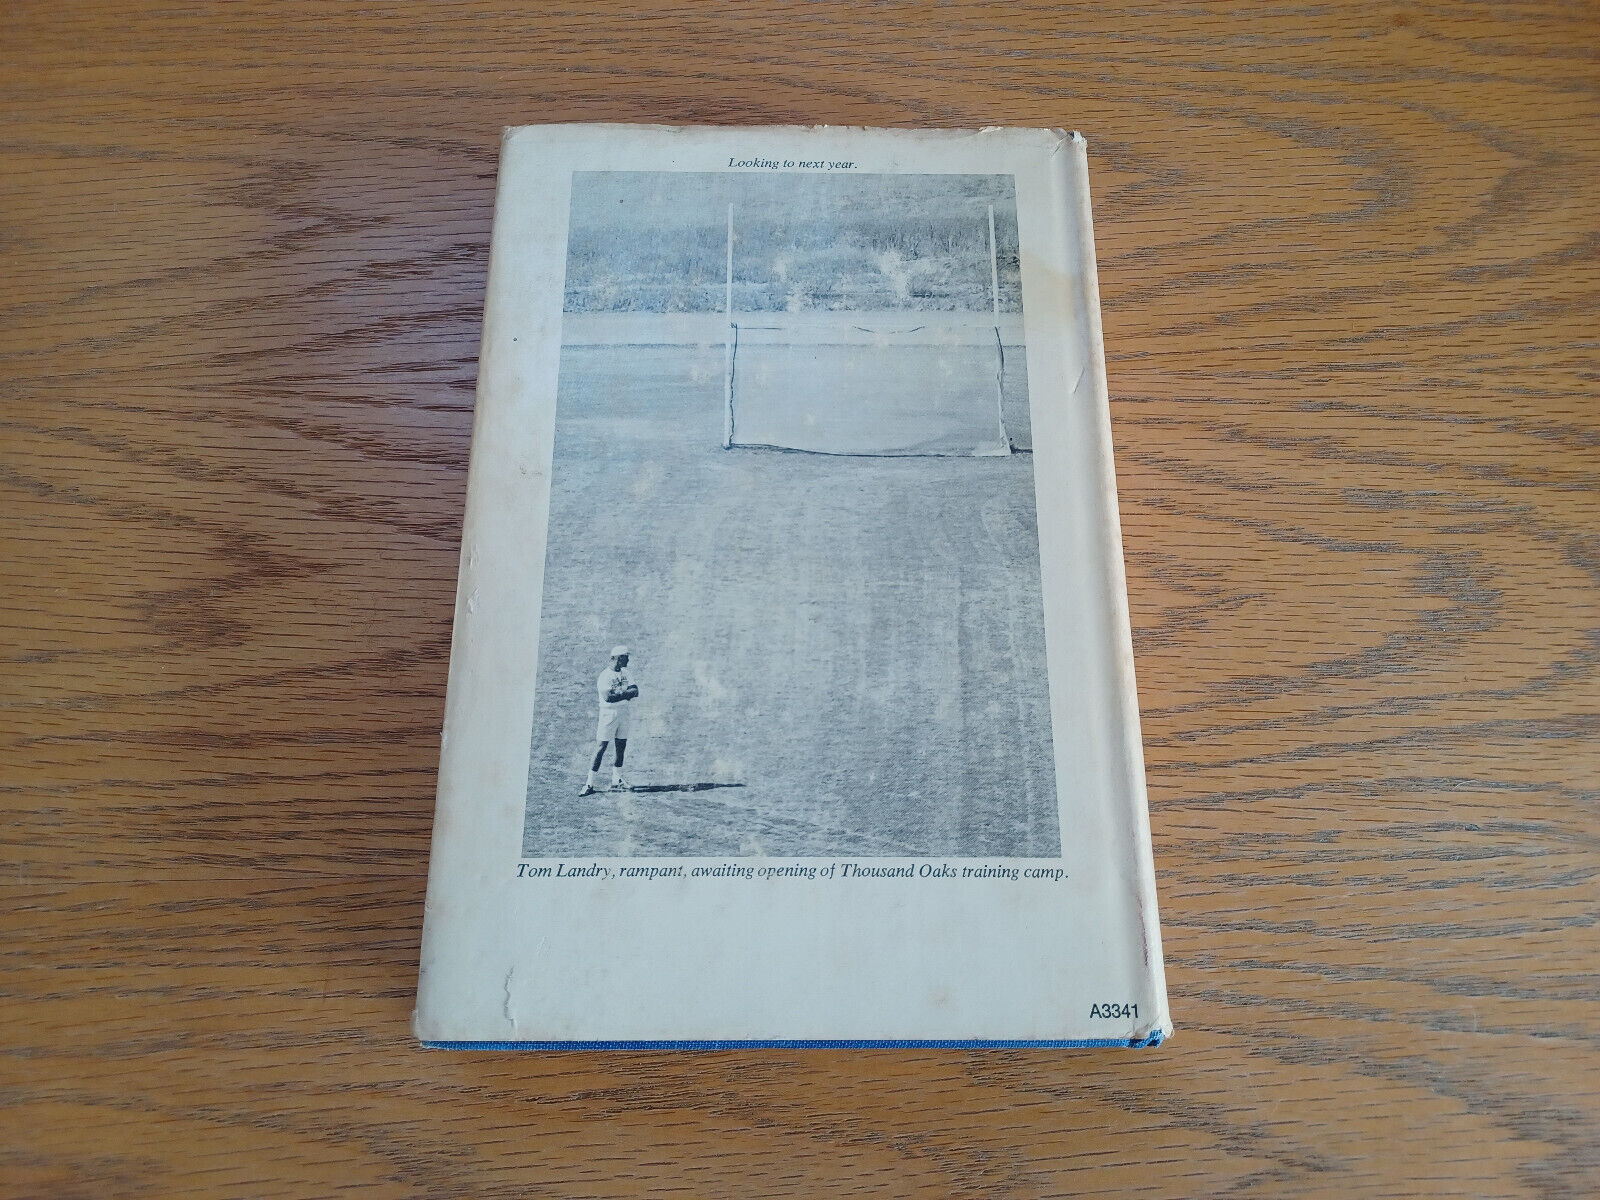 Looking to next year.
Tom Landry, rampant, awaiting opening of Thousand Oaks training camp.
A3341